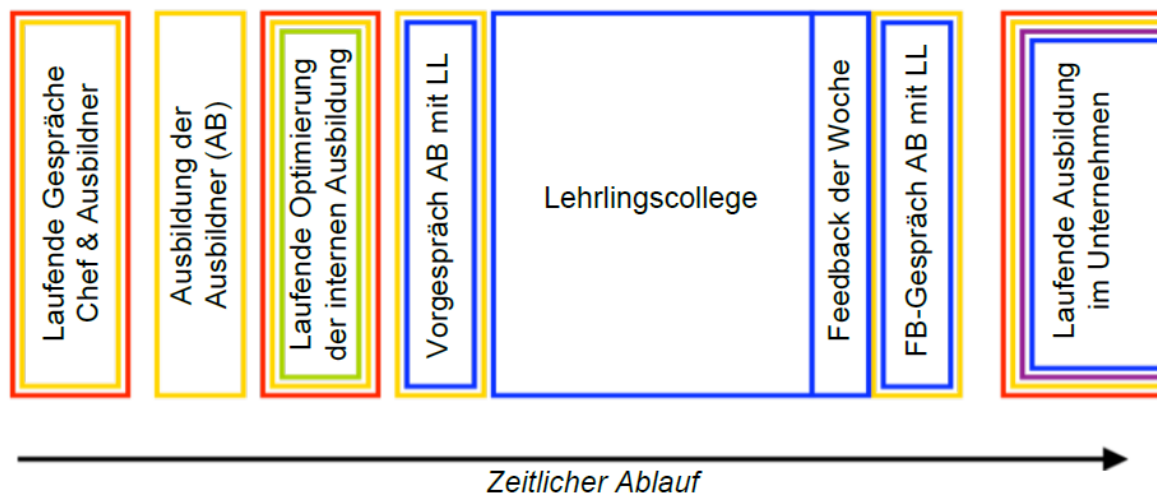 Laufende Gespräche
Chef & Ausbildner
Ausbildung der
Ausbildner (AB)
Laufende Optimierung
der internen Ausbildung
Vorgespräch AB mit LL
Lehrlingscollege
Feedback der Woche
FB-Gespräch AB mit LL
Laufende Ausbildung
im Unternehmen
Zeitlicher Ablauf